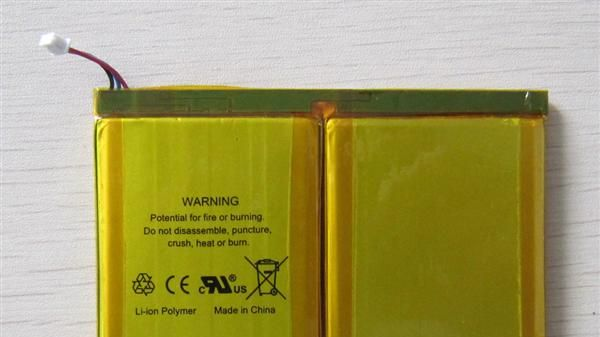 WARNING
Potential for fire or burning.
Do not disassemble, puncture,
crush, heat or burn.
CE c RU ® US
Li-ion Polymer Made in China